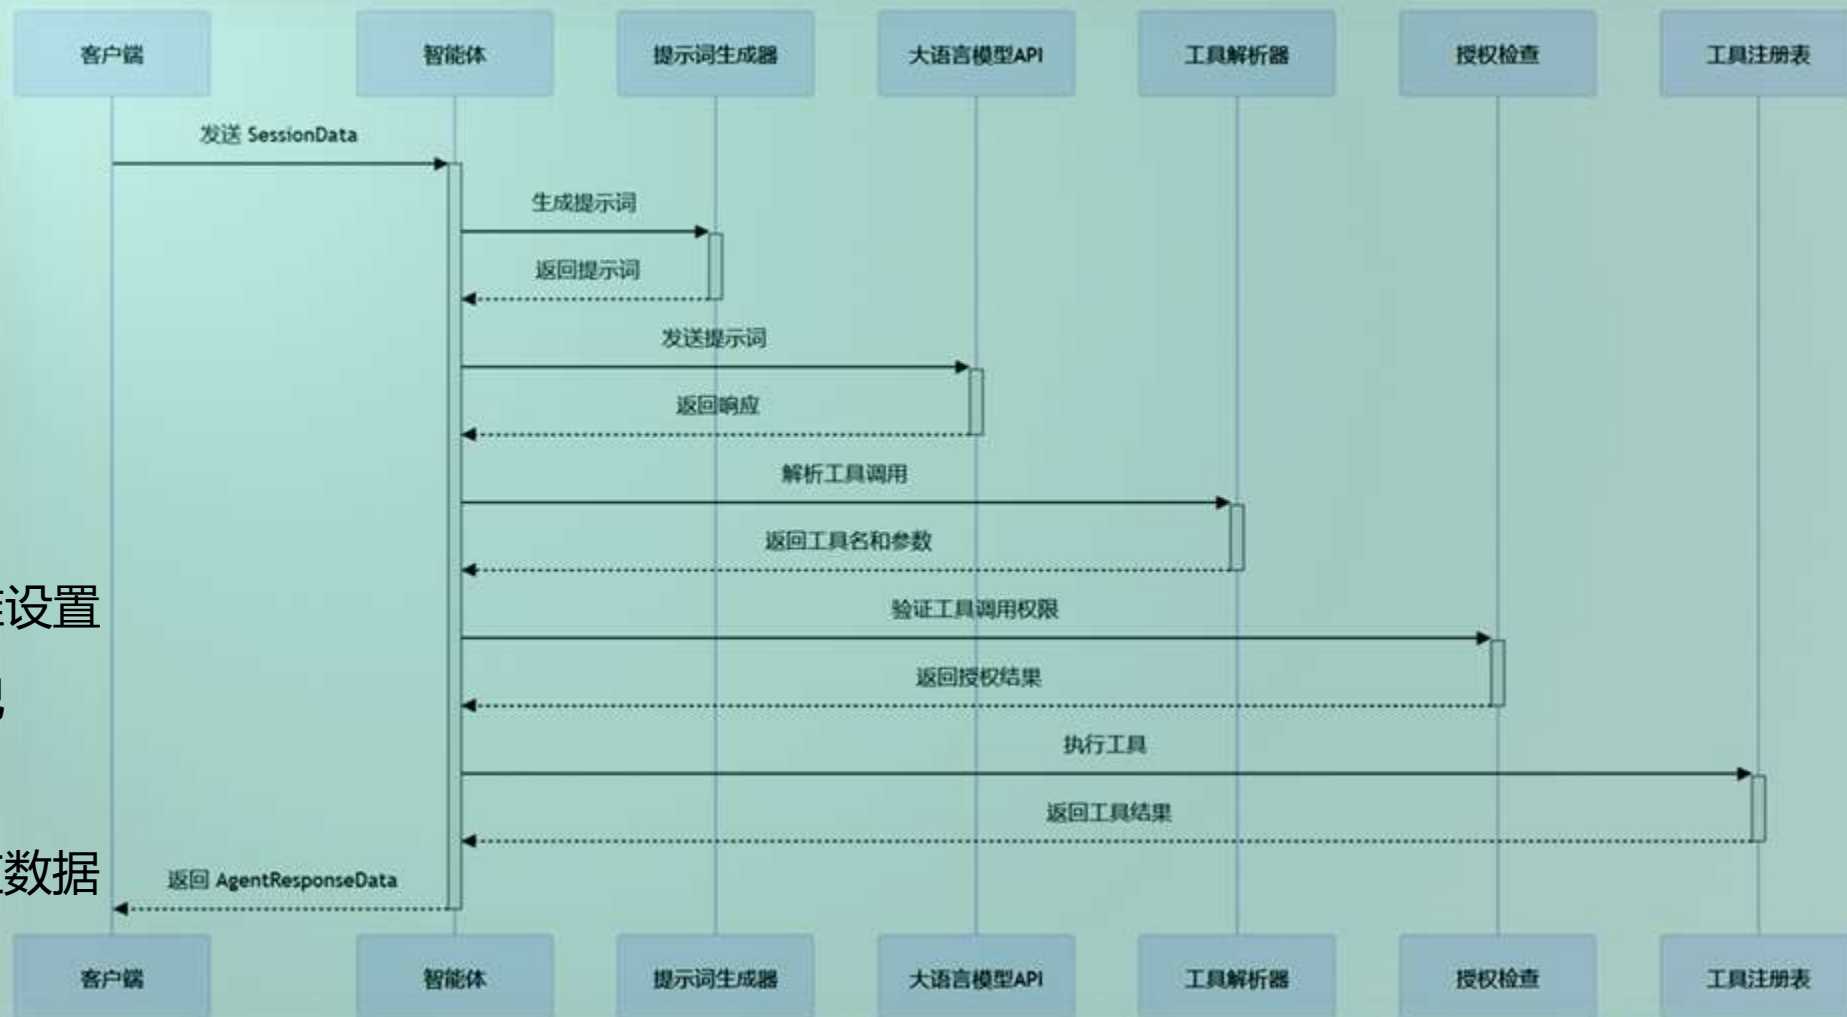 客户端 智能体 提示词生成器 大语言模型API 工具解析器 授权检查 工具注册表
发送 SessionData
生成提示词
返回提示词
发送提示词
返回响应
解析工具调用
返回工具名和参数
设置
验证工具调用权限
返回授权结果
执行工具
返回工具结果
数据
返回 AgentResponseData
客户端 智能体 提示词生成器 大语言模型API 工具解析器 授权检查 工具注册表